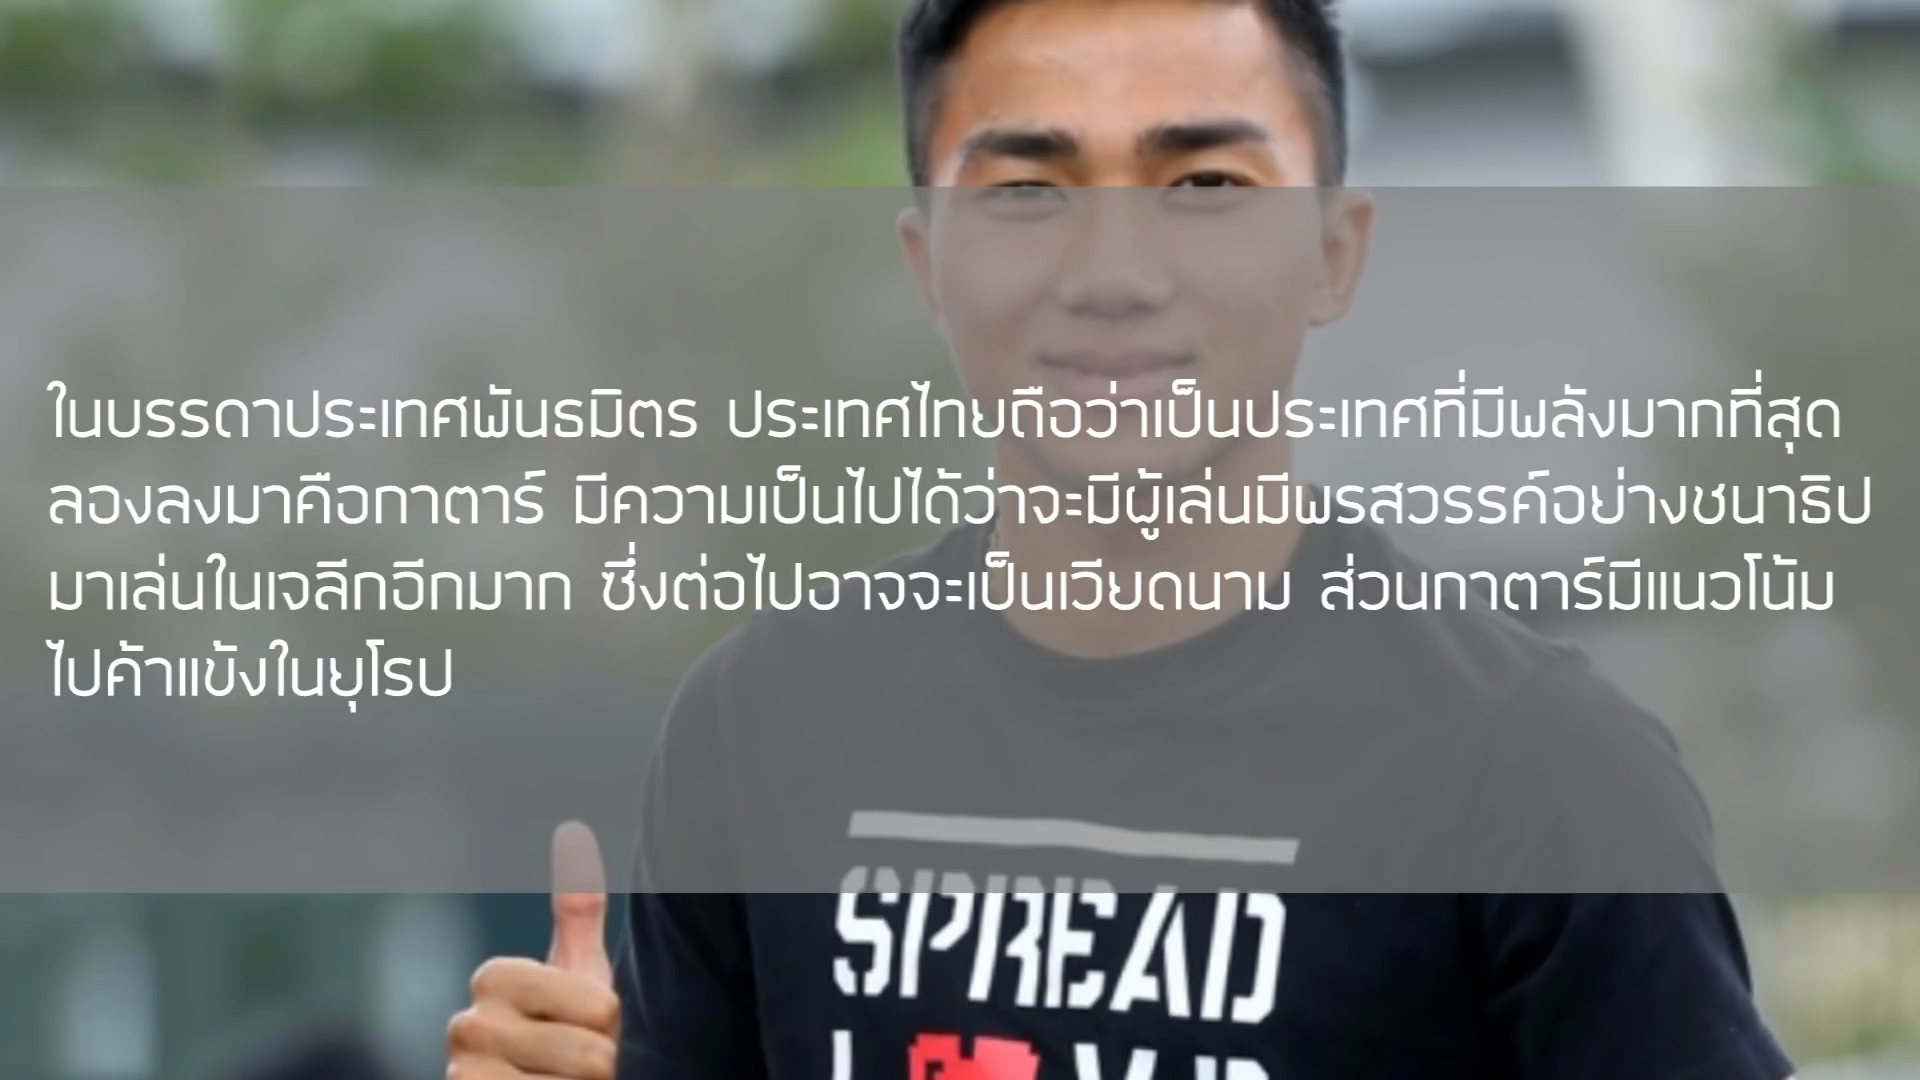 ในบรรดาประเทศพันธมิตร ประเทศไทยถือว่าเป็นประเทศที่มีพลังมากที่สุด
ลองลงมาคือกาตาร์ มีความเป็นไปได้ว่าจะมีผู้เล่นมีพรสวรรค์อย่างชนาธิป
มาเล่นในเจลีกอีกมาก ซึ่งต่อไปอาจจะเป็นเวียดนาม ส่วนกาตาร์มีแนวโน้ม
ไปค้าแข้งในยุโรป
SPREAD